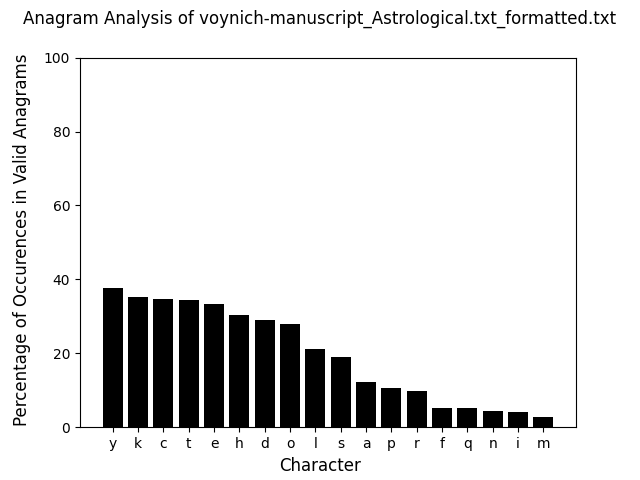 Anagram Analysis of voynich-manuscript_Astrological.txt_formatted.txt
Percentage of Occurences in Valid Anagrams
100
80
60
40
20
0
y k c t e h d o l s a p r f q n i m
Character